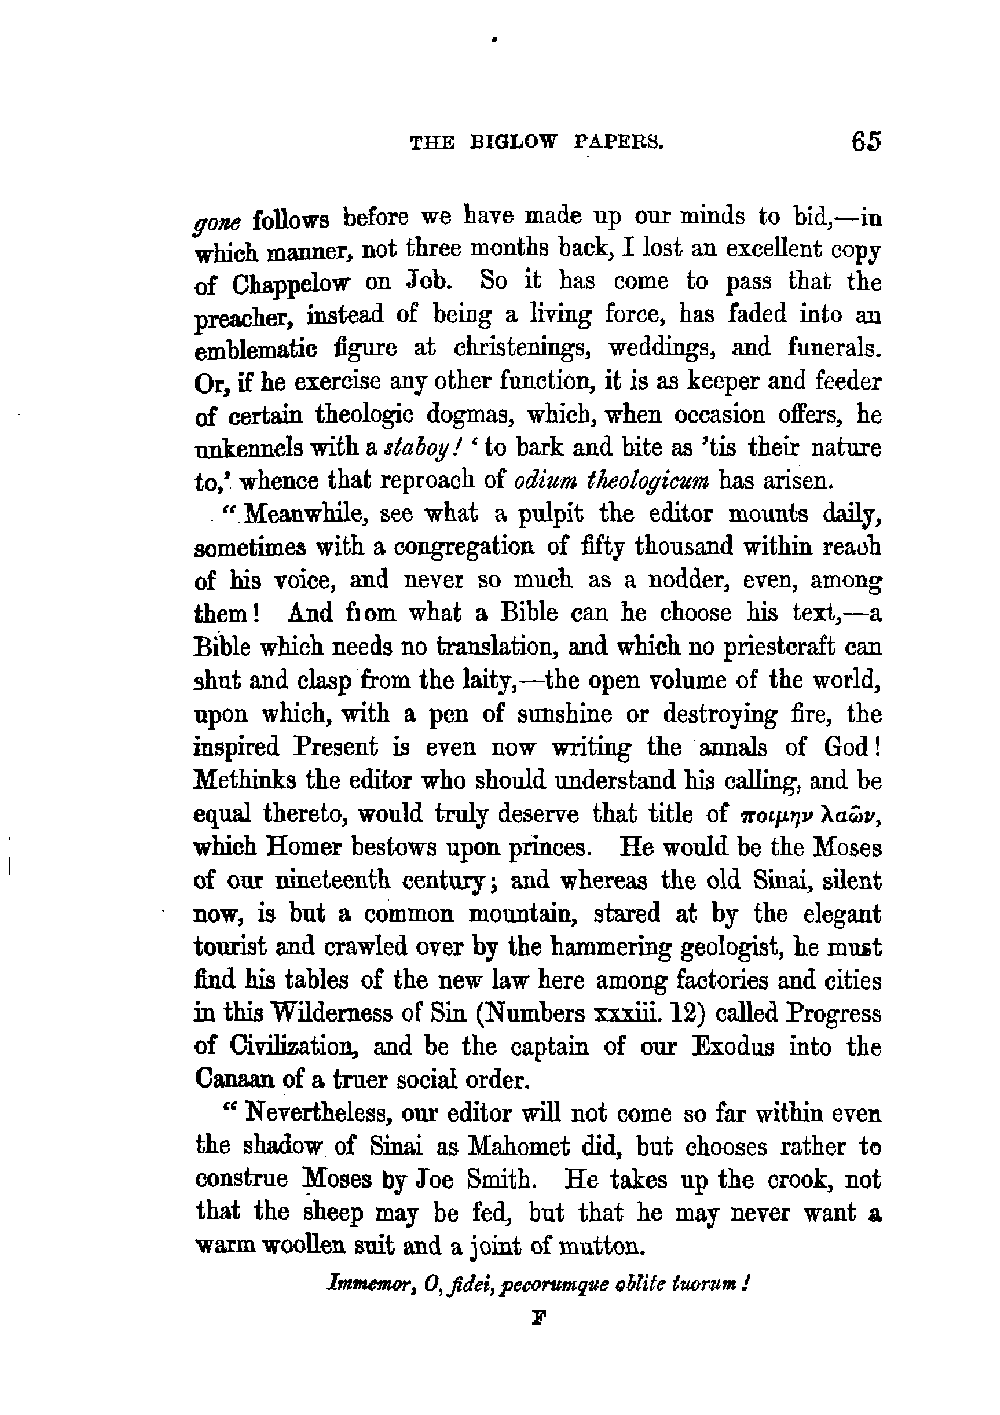 THE BIGLOW PAPERS. 65
gone follows before we have made up our minds to bid,—in
which manner, not three months back, I lost an excellent copy
of Chappelow on Job. So it has come to pass that the
preacher, instead of being a living force, has faded into an
emblematic figure at christenings, weddings, and funerals.
Or, if he exercise any other function, it is as keeper and feeder
of certain theologic dogmas, which, when occasion offers, he
unkennels with a staboy! ‘to bark and bite as ’tis their nature
to,’ whence that reproach of odium theologicum has arisen.
“Meanwhile, see what a pulpit the editor mounts daily,
sometimes with a congregation of fifty thousand within reach
of his voice, and never so much as a nodder, even, among
them! And from what a Bible can he choose his text,—a
Bible which needs no translation, and which no priestcraft can
shut and clasp from the laity,—the open volume of the world,
upon which, with a pen of sunshine or destroying fire, the
inspired Present is even now writing the annals of God!
Methinks the editor who should understand his calling, and be
equal thereto, would truly deserve that title of ποιμην λαῶν,
which Homer bestows upon princes. He would be the Moses
of our nineteenth century; and whereas the old Sinai, silent
now, is but a common mountain, stared at by the elegant
tourist and crawled over by the hammering geologist, he must
find his tables of the new law here among factories and cities
in this Wilderness of Sin (Numbers xxxiii. 12) called Progress
of Civilization, and be the captain of our Exodus into the
Canaan of a truer social order.
“Nevertheless, our editor will not come so far within even
the shadow of Sinai as Mahomet did, but chooses rather to
construe Moses by Joe Smith. He takes up the crook, not
that the sheep may be fed, but that he may never want a
warm woollen suit and a joint of mutton.
Immemor, O, fidei, pecorumque oblite tuorum!
F